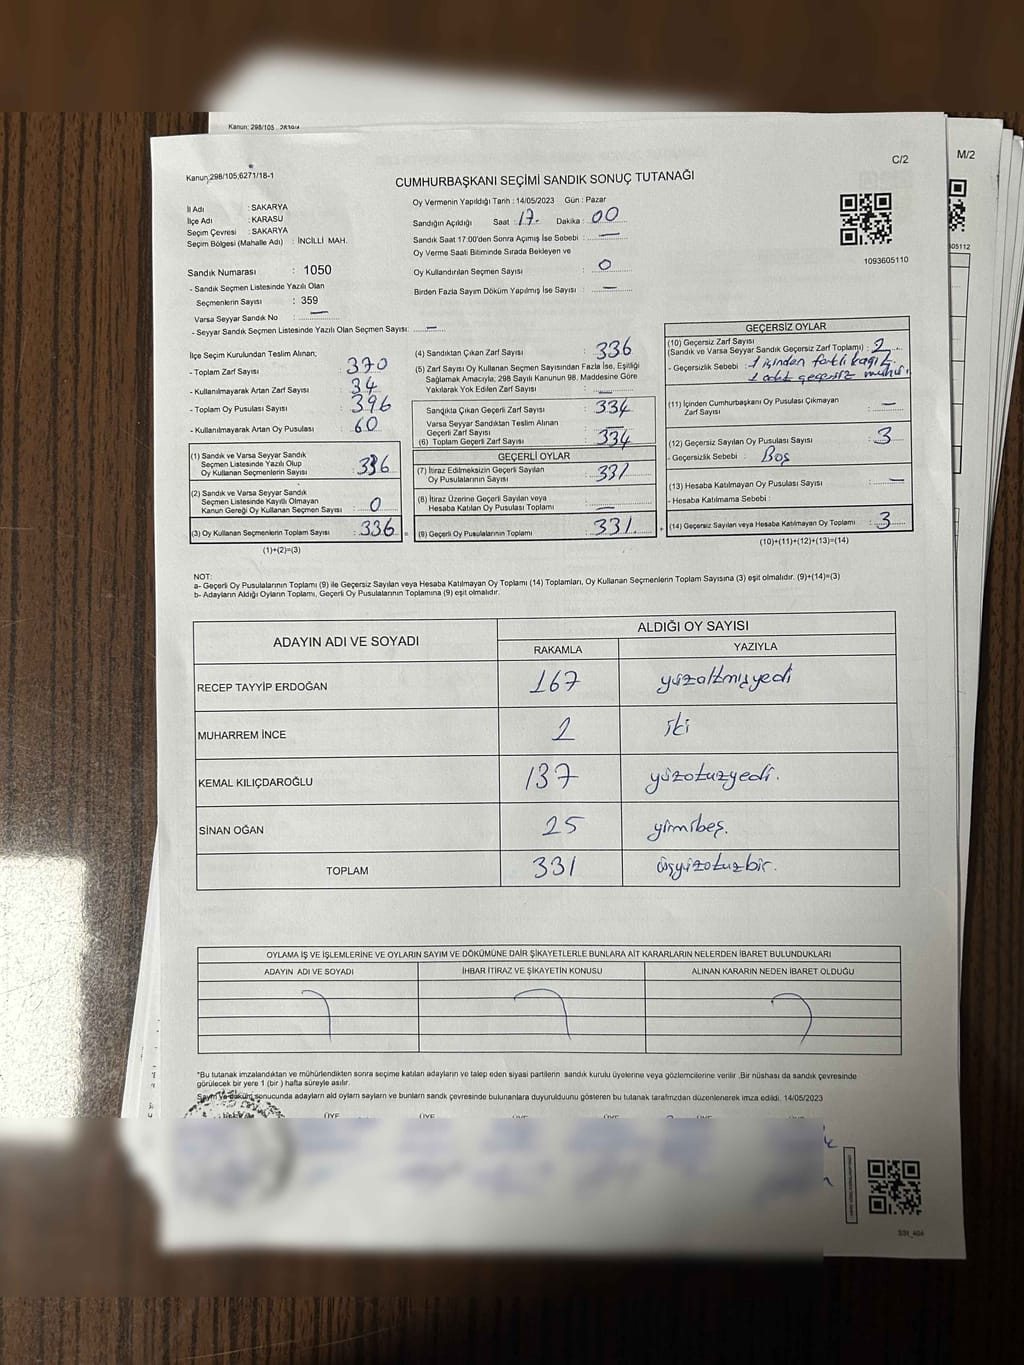 Kanun; 298/105
C/2
M/2
Kanun;298/105;6271/18-1
CUMHURBAŞKANI SEÇİMİ SANDIK SONUÇ TUTANAĞI
İl Adı : SAKARYA
İlçe Adı : KARASU
Seçim Çevresi : SAKARYA
Seçim Bölgesi (Mahalle Adı) : İNCİLLİ MAH.
Oy Vermenin Yapıldığı Tarih : 14/05/2023 Gün : Pazar
Sandığın Açıldığı Saat : 17. Dakika : 00
Sandık Saat 17:00'den Sonra Açımış İse Sebebi : —
Oy Verme Saati Bitiminde Sırada Bekleyen ve
Oy Kullandırılan Seçmen Sayısı : 0
Birden Fazla Sayım Döküm Yapılmış İse Sayısı : —
1093605110
05112
Sandık Numarası : 1050
- Sandık Seçmen Listesinde Yazılı Olan
Seçmenlerin Sayısı : 359
Varsa Seyyar Sandık No : —
- Seyyar Sandık Seçmen Listesinde Yazılı Olan Seçmen Sayısı: —
İlçe Seçim Kurulundan Teslim Alınan;
- Toplam Zarf Sayısı : 370
- Kullanılmayarak Artan Zarf Sayısı : 34
- Toplam Oy Pusulası Sayısı : 396
- Kullanılmayarak Artan Oy Pusulası : 60
(1) Sandık ve Varsa Seyyar Sandık
Seçmen Listesinde Yazılı Olup
Oy Kullanan Seçmenlerin Sayısı : 336
(2) Sandık ve Varsa Seyyar Sandık
Seçmen Listesinde Kayıtlı Olmayan
Kanun Gereği Oy Kullanan Seçmen Sayısı : 0
(3) Oy Kullanan Seçmenlerin Toplam Sayısı : 336
(1)+(2)=(3)
(4) Sandıktan Çıkan Zarf Sayısı : 336
(5) Zarf Sayısı Oy Kullanan Seçmen Sayısından Fazla İse, Eşitliği
Sağlamak Amacıyla; 298 Sayılı Kanunun 98. Maddesine Göre
Yakılarak Yok Edilen Zarf Sayısı : —
Sandıkta Çıkan Geçerli Zarf Sayısı : 334
Varsa Seyyar Sandıktan Teslim Alınan
Geçerli Zarf Sayısı : —
(6) Toplam Geçerli Zarf Sayısı : 334
GEÇERLİ OYLAR
(7) İtiraz Edilmeksizin Geçerli Sayılan
Oy Pusulalarının Sayısı : 331
(8) İtiraz Üzerine Geçerli Sayılan veya
Hesaba Katılan Oy Pusulası Toplamı : —
(9) Geçerli Oy Pusulalarının Toplamı : 331.
GEÇERSİZ OYLAR
(10) Geçersiz Zarf Sayısı
(Sandık ve Varsa Seyyar Sandık Geçersiz Zarf Toplamı) : 2
- Geçersizlik Sebebi : 1 içinden farklı kağıt
1 adet geçersiz mühür.
(11) İçinden Cumhurbaşkanı Oy Pusulası Çıkmayan
Zarf Sayısı : —
(12) Geçersiz Sayılan Oy Pusulası Sayısı : 3
- Geçersizlik Sebebi : Boş
(13) Hesaba Katılmayan Oy Pusulası Sayısı : —
- Hesaba Katılmama Sebebi :
(14) Geçersiz Sayılan veya Hesaba Katılmayan Oy Toplamı : 3
(10)+(11)+(12)+(13)=(14)
NOT:
a- Geçerli Oy Pusulalarının Toplamı (9) ile Geçersiz Sayılan veya Hesaba Katılmayan Oy Toplamı (14) Toplamları, Oy Kullanan Seçmenlerin Toplam Sayısına (3) eşit olmalıdır. (9)+(14)=(3)
b- Adayların Aldığı Oyların Toplamı, Geçerli Oy Pusulalarının Toplamına (9) eşit olmalıdır.
ADAYIN ADI VE SOYADI ALDIĞI OY SAYISI
RAKAMLA YAZIYLA
RECEP TAYYİP ERDOĞAN 167 yüzaltmışyedi
MUHARREM İNCE 2 iki
KEMAL KILIÇDAROĞLU 137 yüzotuzyedi.
SİNAN OĞAN 25 yirmibeş.
TOPLAM 331 üçyüzotuzbir.
OYLAMA İŞ VE İŞLEMLERİNE VE OYLARIN SAYIM VE DÖKÜMÜNE DAİR ŞİKAYETLERLE BUNLARA AİT KARARLARIN NELERDEN İBARET BULUNDUKLARI
ADAYIN ADI VE SOYADI İHBAR İTİRAZ VE ŞİKAYETİN KONUSU ALINAN KARARIN NEDEN İBARET OLDUĞU
*Bu tutanak imzalandıktan ve mühürlendikten sonra seçime katılan adayların ve talep eden siyasi partilerin sandık kurulu üyelerine veya gözlemcilerine verilir .Bir nüshası da sandık çevresinde
görülecek bir yere 1 (bir ) hafta süreyle asılır.
Sayım ve döküm sonucunda adayların aldı oyların sayların ve bunların sandık çevresinde bulunanlara duyurulduunu gösteren bu tutanak tarafmızdan düzenlenerek imza edildi. 14/05/2023
ÜYE ÜYE ÜYE ÜYE ÜYE
SSt_404